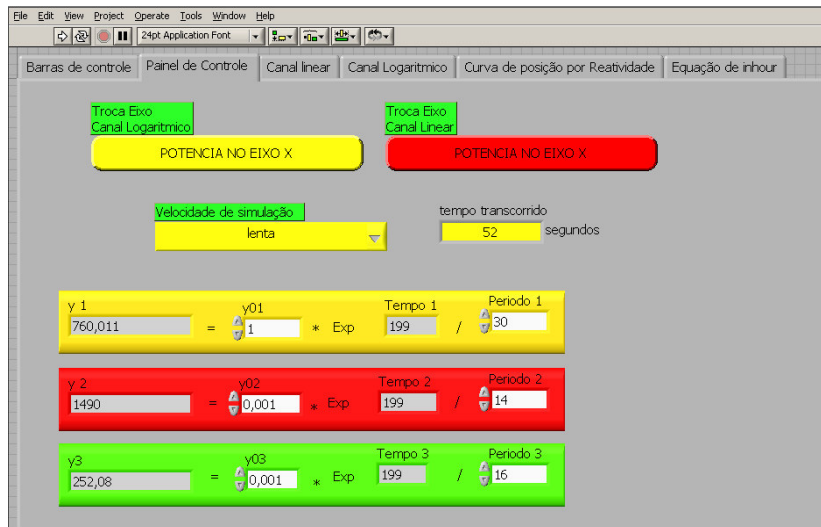 File Edit View Project Operate Tools Window Help
24pt Application Font
Barras de controle Painel de Controle Canal linear Canal Logaritmico Curva de posição por Reatividade Equação de inhour
Troca Eixo
Canal Logaritmico
Troca Eixo
Canal Linear
POTENCIA NO EIXO X
POTENCIA NO EIXO X
Velocidade de simulação
lenta
tempo transcorrido
52 segundos
y 1 y01 Tempo 1 Periodo 1
760,011 = 1 * Exp 199 / 30
y 2 y02 Tempo 2 Periodo 2
1490 = 0,001 * Exp 199 / 14
y3 y03 Tempo 3 Periodo 3
252,08 = 0,001 * Exp 199 / 16